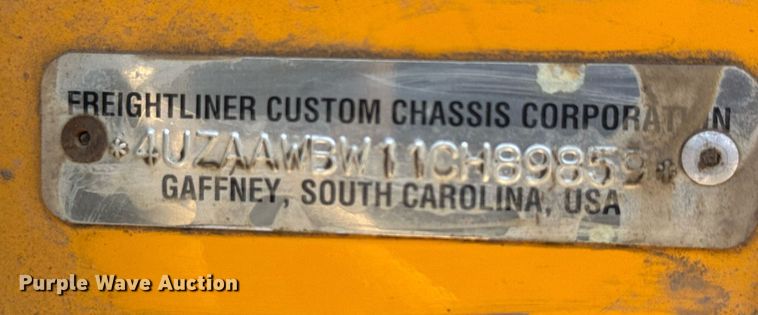 FREIGHTLINER CUSTOM CHASSIS CORPORATION
*4UZAAWBW11CH89859*
GAFFNEY, SOUTH CAROLINA, USA
Purple Wave Auction